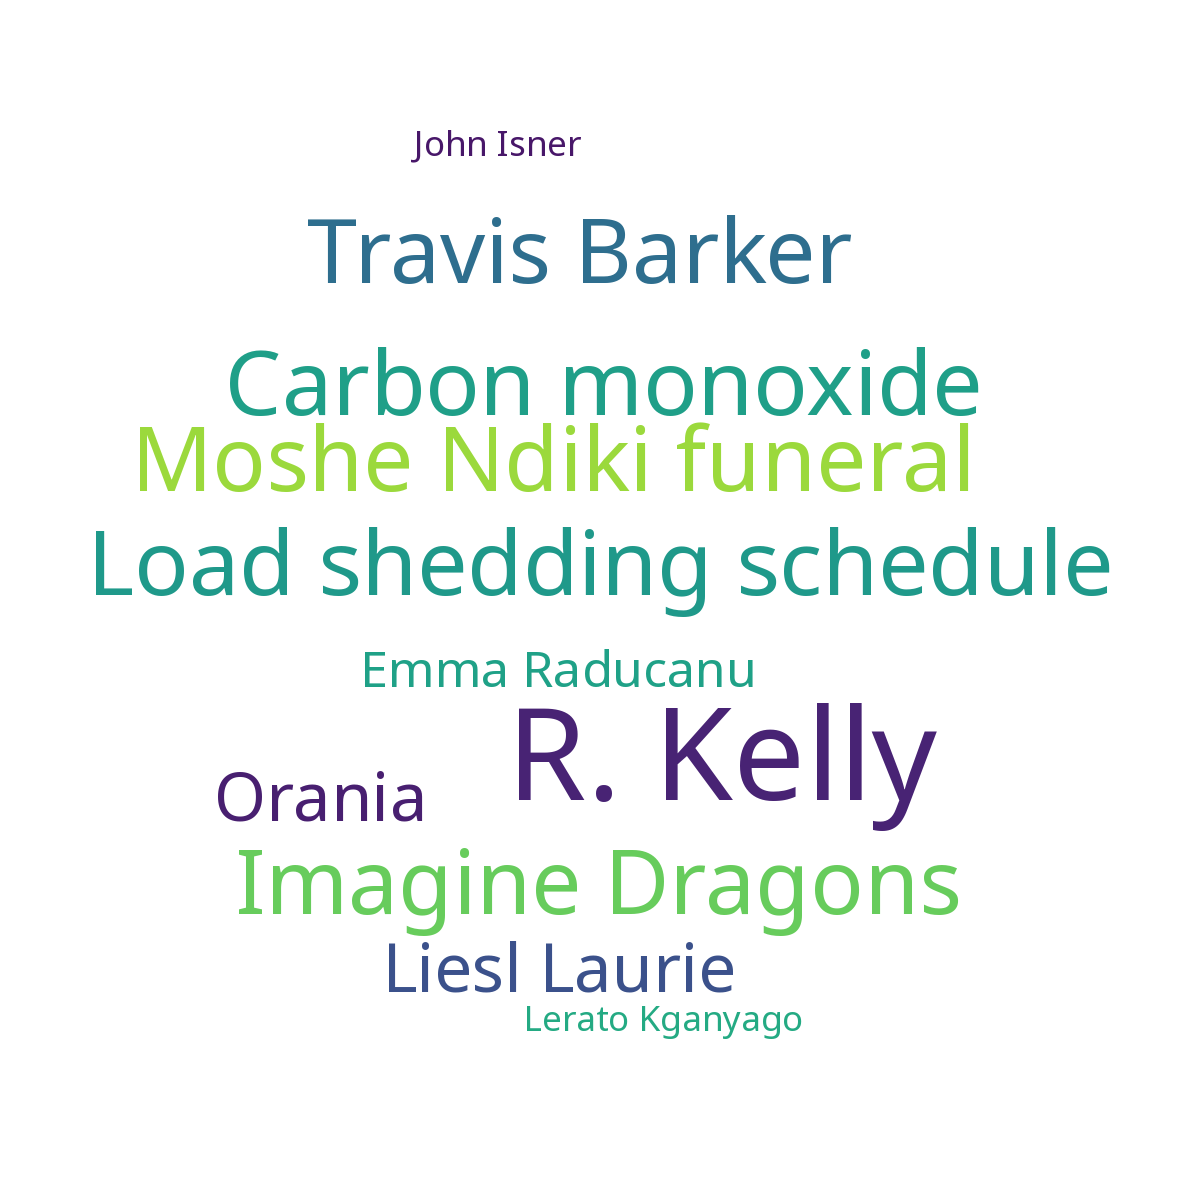 John Isner
Travis Barker
Carbon monoxide
Moshe Ndiki funeral
Load shedding schedule
Emma Raducanu
R. Kelly
Orania
Imagine Dragons
Liesl Laurie
Lerato Kganyago